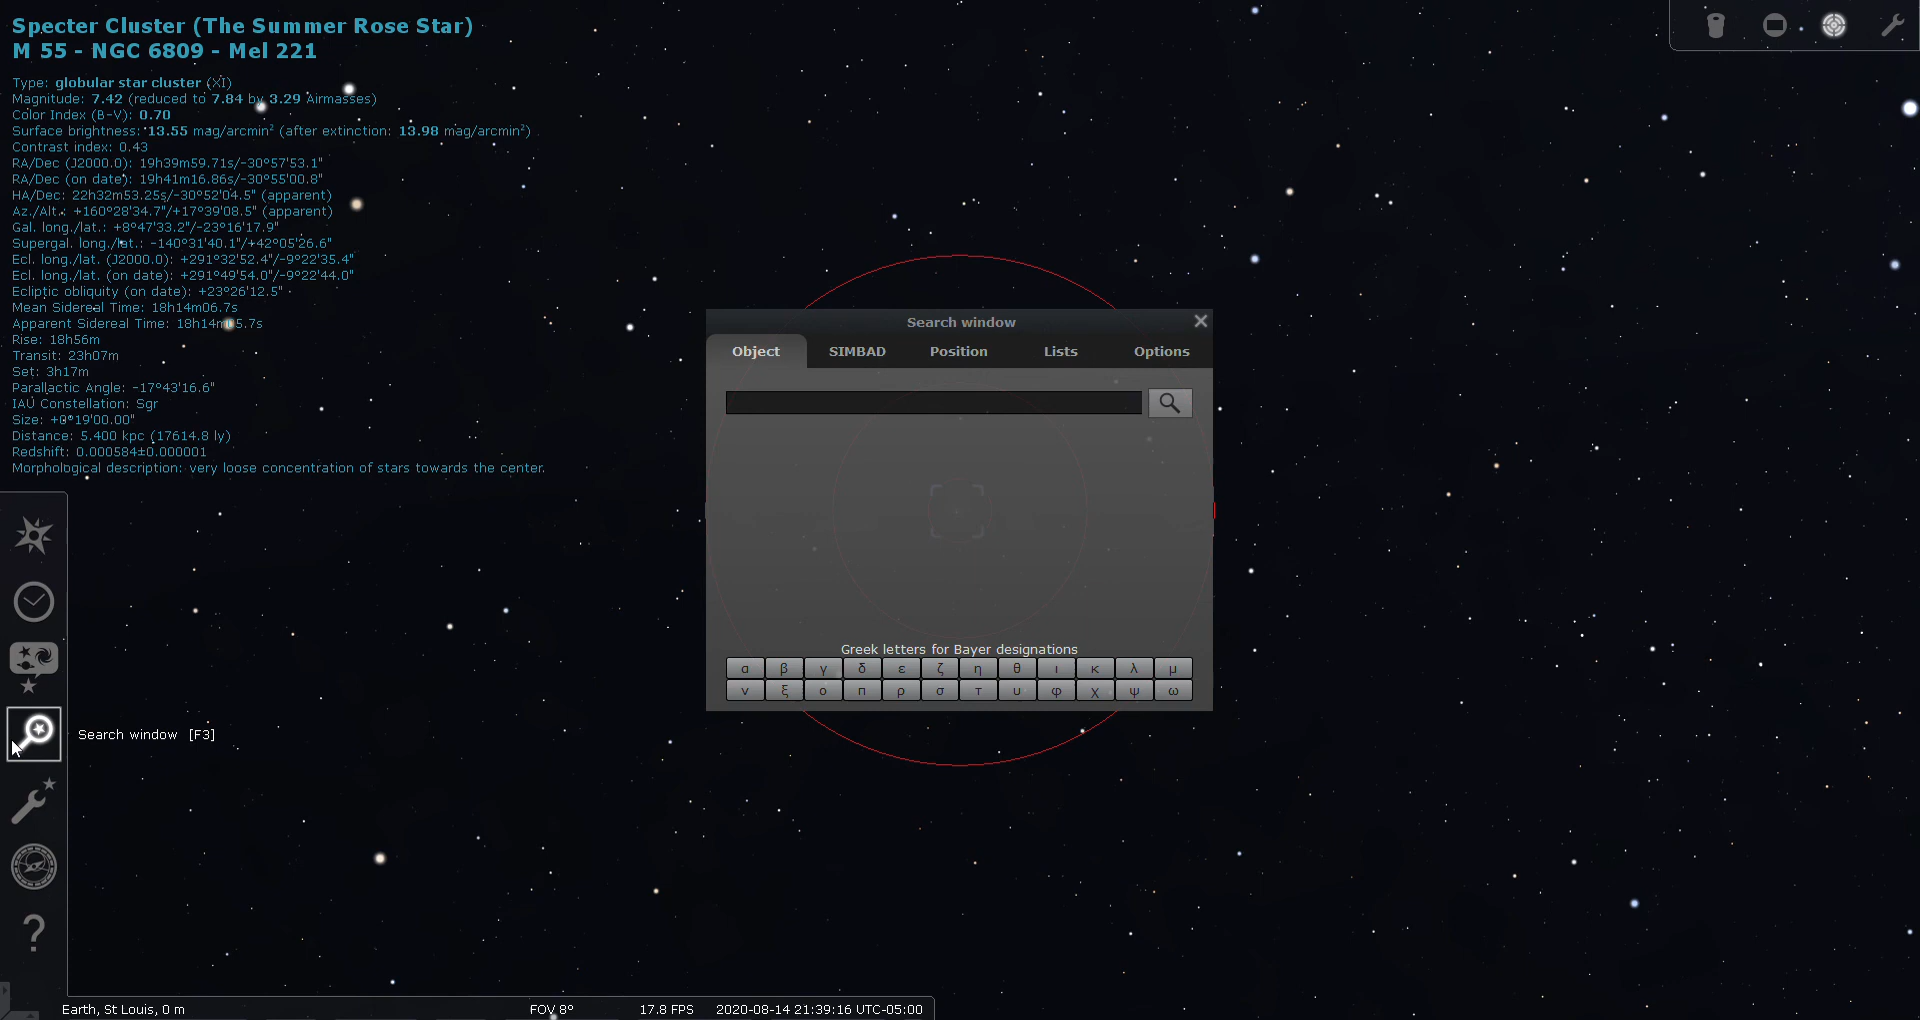 Specter Cluster (The Summer Rose Star)
M 55 - NGC 6809 - Mel 221
Type: globular star cluster (XI)
Magnitude: 7.42 (reduced to 7.84 by 3.29 Airmasses)
Color Index (B-V): 0.70
Surface brightness: 13.55 mag/arcmin² (after extinction: 13.98 mag/arcmin²)
Contrast index: 0.43
RA/Dec (J2000.0): 19h39m59.71s/-30°57'53.1"
RA/Dec (on date): 19h41m16.86s/-30°55'00.8"
HA/Dec: 22h32m53.25s/-30°52'04.5" (apparent)
Az./Alt.: +160°28'34.7"/+17°39'08.5" (apparent)
Gal. long./lat.: +8°47'33.2"/-23°16'17.9"
Supergal. long./lat.: -140°31'40.1"/+42°05'26.6"
Ecl. long./lat. (J2000.0): +291°32'52.4"/-9°22'35.4"
Ecl. long./lat. (on date): +291°49'54.0"/-9°22'44.0"
Ecliptic obliquity (on date): +23°26'12.5"
Mean Sidereal Time: 18h14m06.7s
Apparent Sidereal Time: 18h14m05.7s
Rise: 18h56m
Transit: 23h07m
Set: 3h17m
Parallactic Angle: -17°43'16.6"
IAU Constellation: Sgr
Size: +0°19'00.00"
Distance: 5.400 kpc (17614.8 ly)
Redshift: 0.000584±0.000001
Morphological description: very loose concentration of stars towards the center.
Search window
Object SIMBAD Position Lists Options
Greek letters for Bayer designations
α β γ δ ε ζ η θ ι κ λ μ
ν ξ ο π ρ σ τ υ φ χ ψ ω
Search window [F3]
?
Earth, St Louis, 0 m FOV 8° 17.8 FPS 2020-08-14 21:39:16 UTC-05:00